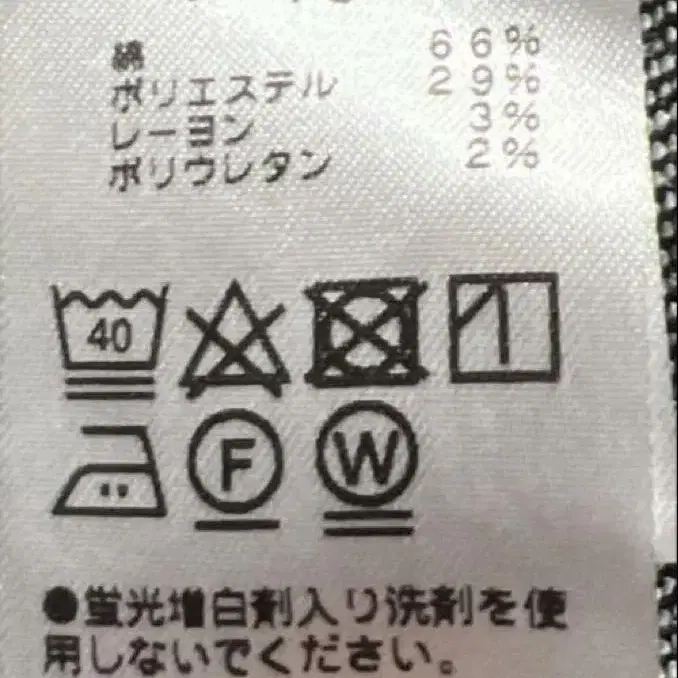 綿 66%
ポリエステル 29%
レーヨン 3%
ポリウレタン 2%
40
F W
●蛍光増白剤入り洗剤を使
用しないでください。